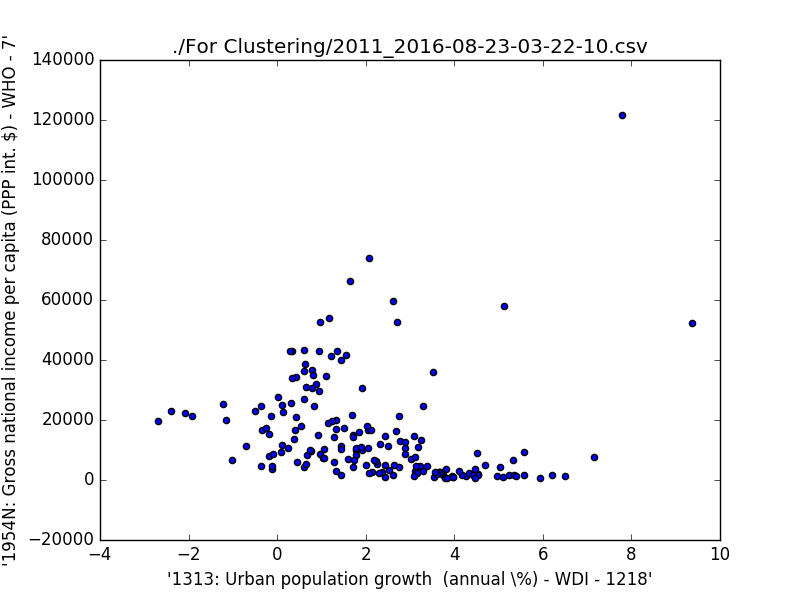 ./For Clustering/2011_2016-08-23-03-22-10.csv
'1954N: Gross national income per capita (PPP int. $) - WHO - 7'
140000
120000
100000
80000
60000
40000
20000
0
−20000
−4 −2 0 2 4 6 8 10
'1313: Urban population growth  (annual \%) - WDI - 1218'